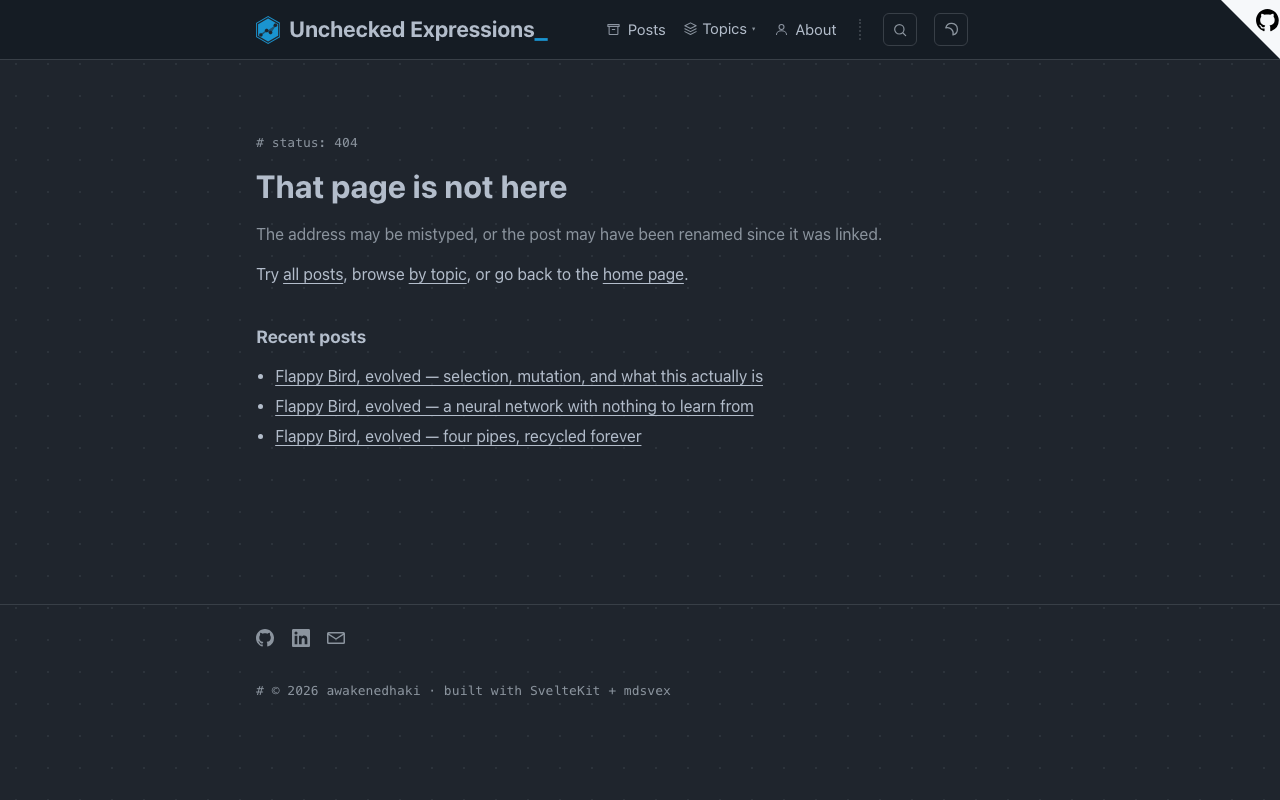 Unchecked Expressions_
Posts
Topics
About
# status: 404
That page is not here
The address may be mistyped, or the post may have been renamed since it was linked.
Try all posts, browse by topic, or go back to the home page.
Recent posts
• Flappy Bird, evolved — selection, mutation, and what this actually is
• Flappy Bird, evolved — a neural network with nothing to learn from
• Flappy Bird, evolved — four pipes, recycled forever
# © 2026 awakenedhaki · built with SvelteKit + mdsvex